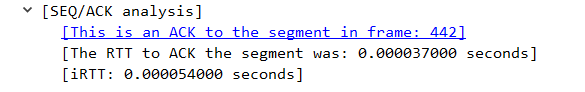 [SEQ/ACK analysis]
[This is an ACK to the segment in frame: 442]
[The RTT to ACK the segment was: 0.000037000 seconds]
[iRTT: 0.000054000 seconds]